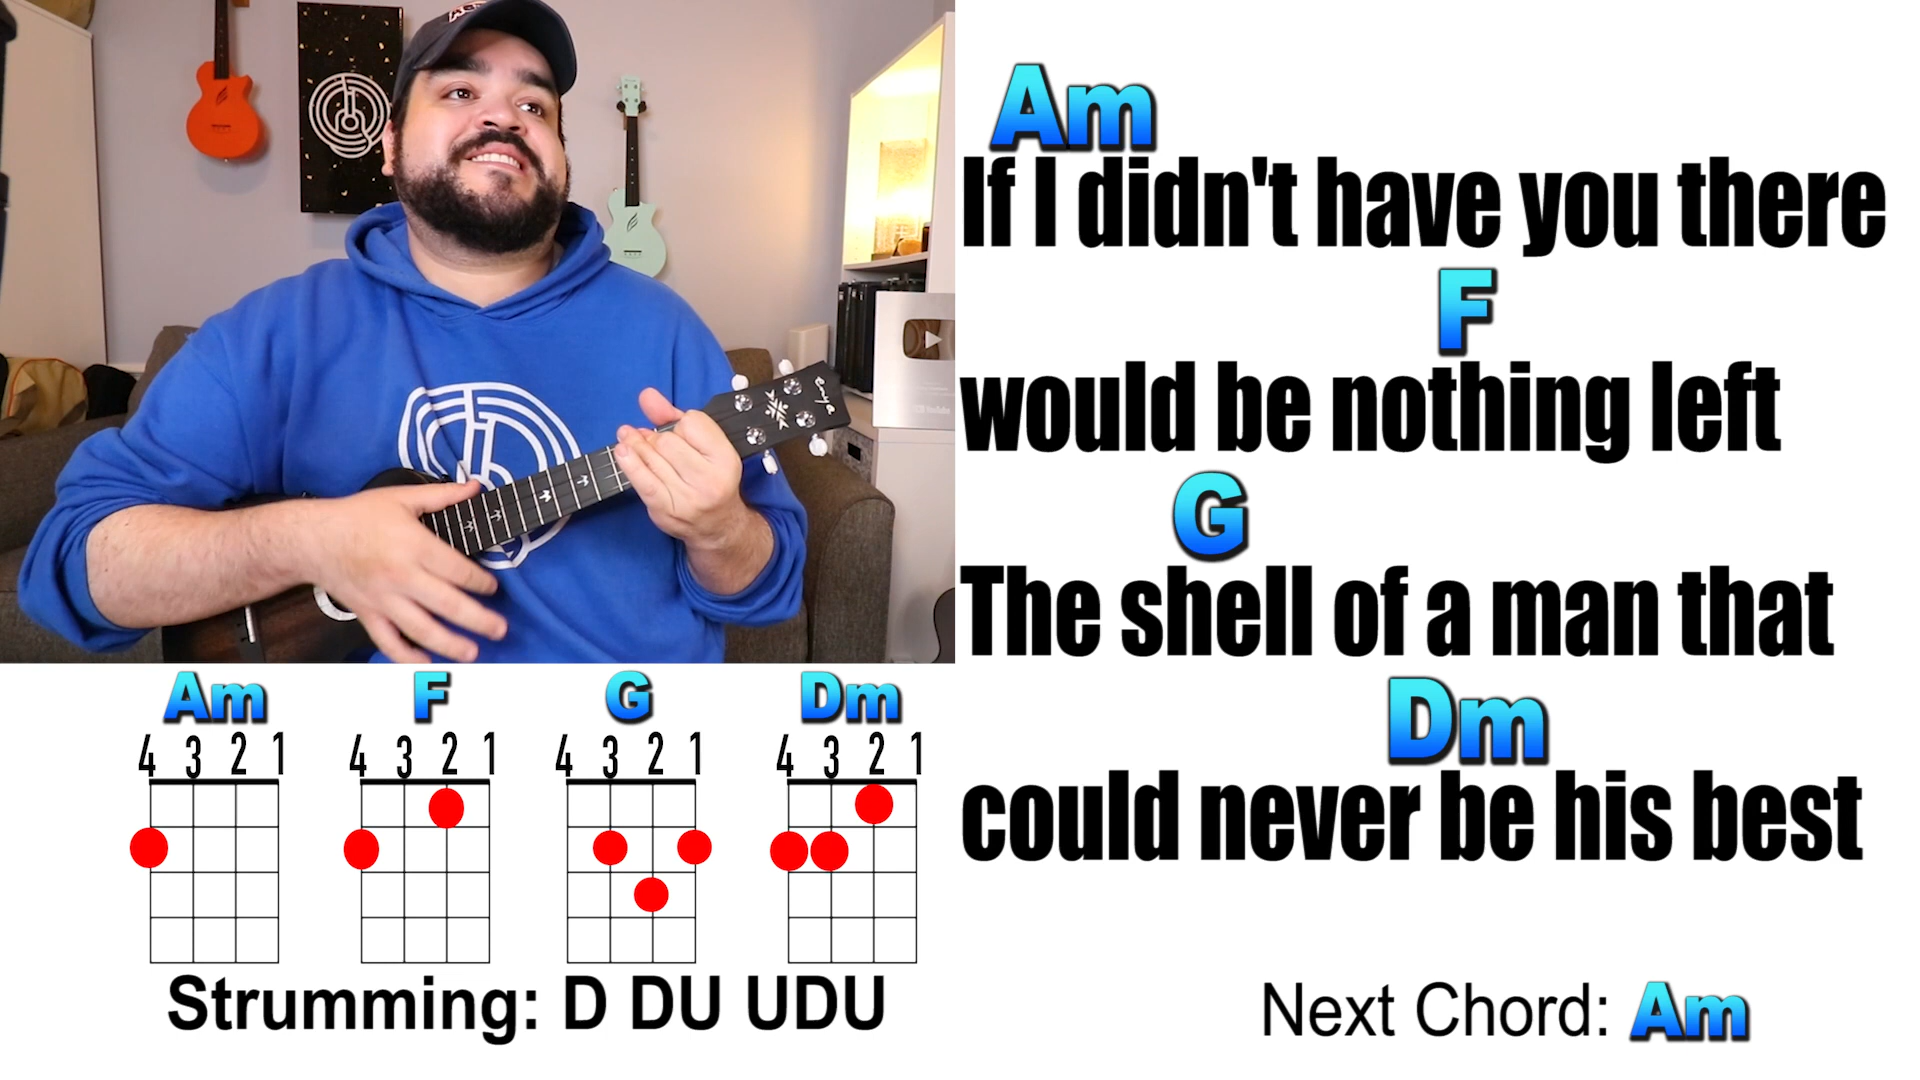 Am
If I didn't have you there
F
would be nothing left
G
The shell of a man that
Dm
could never be his best
Next Chord: Am
enya
YouTube
Am F G Dm
4 3 2 1 4 3 2 1 4 3 2 1 4 3 2 1
Strumming: D DU UDU